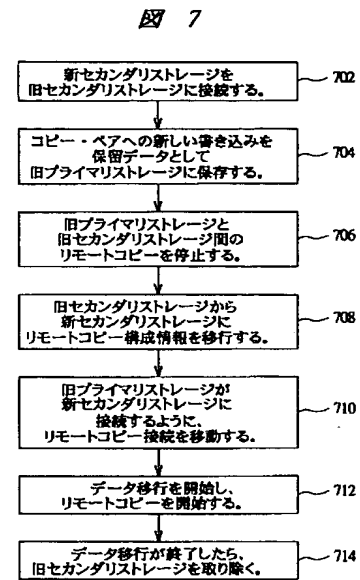 図 7
新セカンダリストレージを
旧セカンダリストレージに接続する。
702
コピー・ペアへの新しい書き込みを
保留データとして
旧プライマリストレージに保存する。
704
旧プライマリストレージと
旧セカンダリストレージ間の
リモートコピーを停止する。
706
旧セカンダリストレージから
新セカンダリストレージに
リモートコピー構成情報を移行する。
708
旧プライマリストレージが
新セカンダリストレージに
接続するように、
リモートコピー接続を移動する。
710
データ移行を開始し、
リモートコピーを開始する。
712
データ移行が終了したら、
旧セカンダリストレージを取り除く。
714